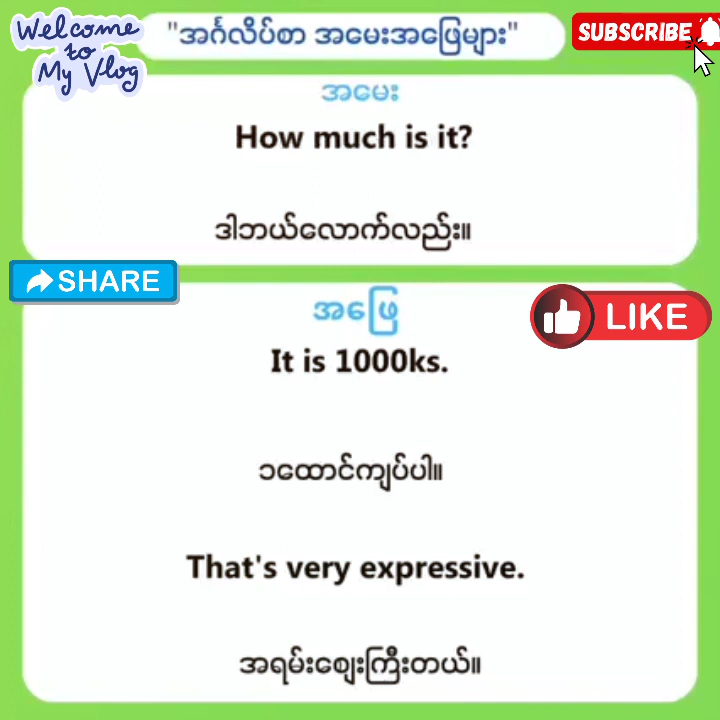 Welcome
to
My Vlog
"အင်္ဂလိပ်စာ အမေးအဖြေများ"
SUBSCRIBE
အမေး
How much is it?
ဒါဘယ်လောက်လည်း။
SHARE
အဖြေ
LIKE
It is 1000ks.
၁ထောင်ကျပ်ပါ။
That's very expressive.
အရမ်းဈေးကြီးတယ်။